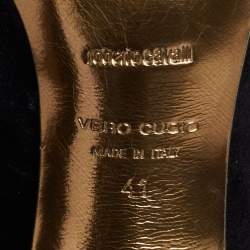 roberto cavalli
VERO CUOIO
MADE IN ITALY
41